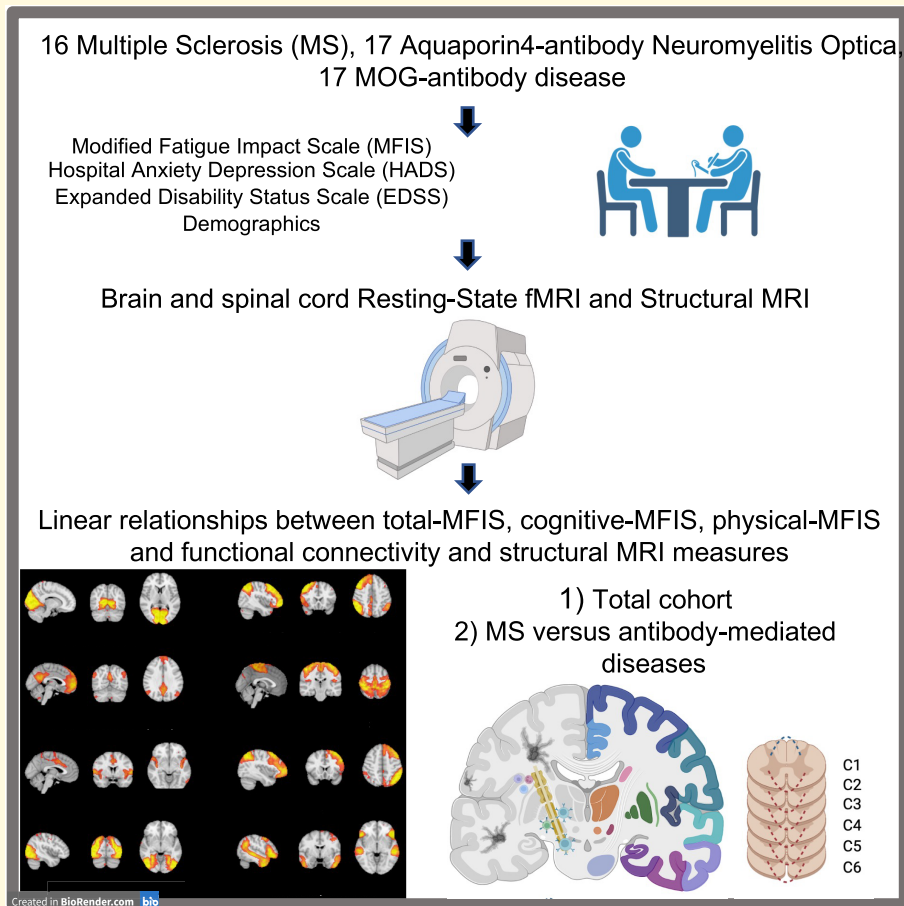 16 Multiple Sclerosis (MS), 17 Aquaporin4-antibody Neuromyelitis Optica,
17 MOG-antibody disease
Modified Fatigue Impact Scale (MFIS)
Hospital Anxiety Depression Scale (HADS)
Expanded Disability Status Scale (EDSS)
Demographics
Brain and spinal cord Resting-State fMRI and Structural MRI
Linear relationships between total-MFIS, cognitive-MFIS, physical-MFIS
and functional connectivity and structural MRI measures
1) Total cohort
2) MS versus antibody-mediated
diseases
C1
C2
C3
C4
C5
C6
Created in BioRender.com bio